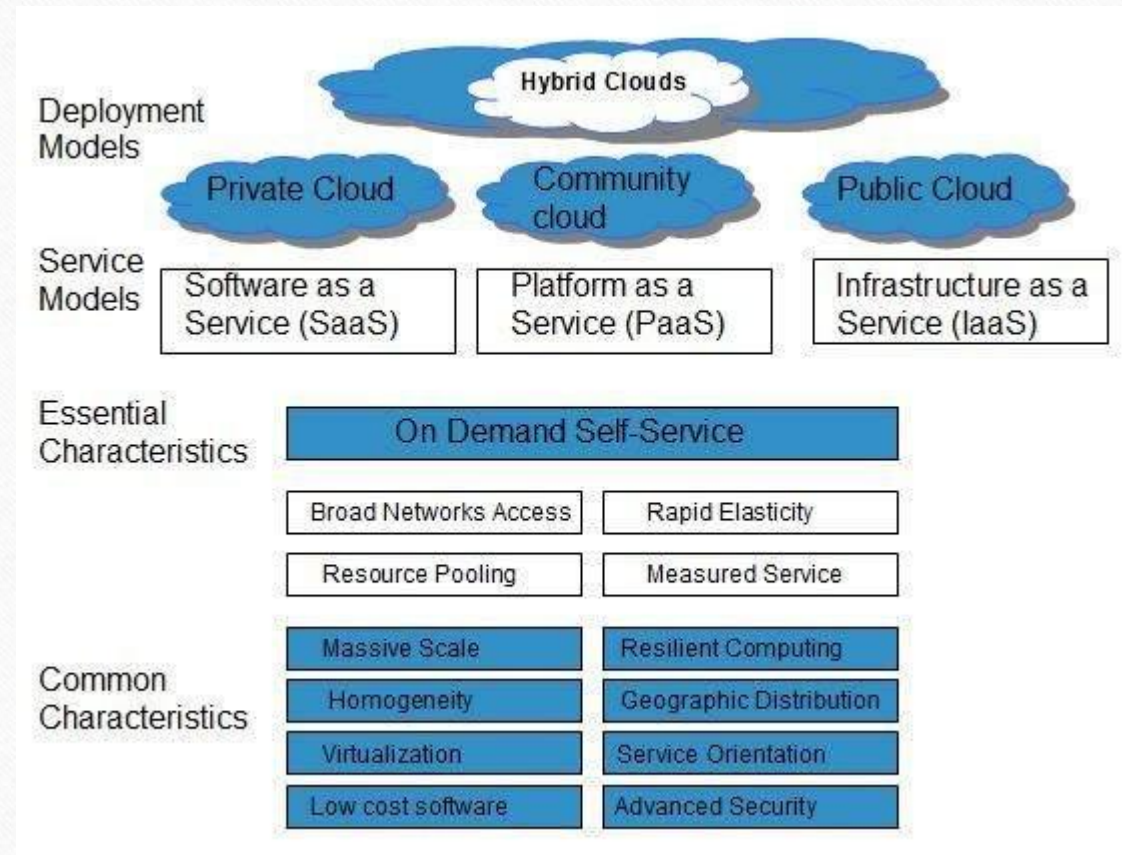 Hybrid Clouds
Deployment
Models
Private Cloud
Community
cloud
Public Cloud
Service
Models
Software as a
Service (SaaS)
Platform as a
Service (PaaS)
Infrastructure as a
Service (IaaS)
Essential
Characteristics
On Demand Self-Service
Broad Networks Access
Rapid Elasticity
Resource Pooling
Measured Service
Common
Characteristics
Massive Scale
Resilient Computing
Homogeneity
Geographic Distribution
Virtualization
Service Orientation
Low cost software
Advanced Security